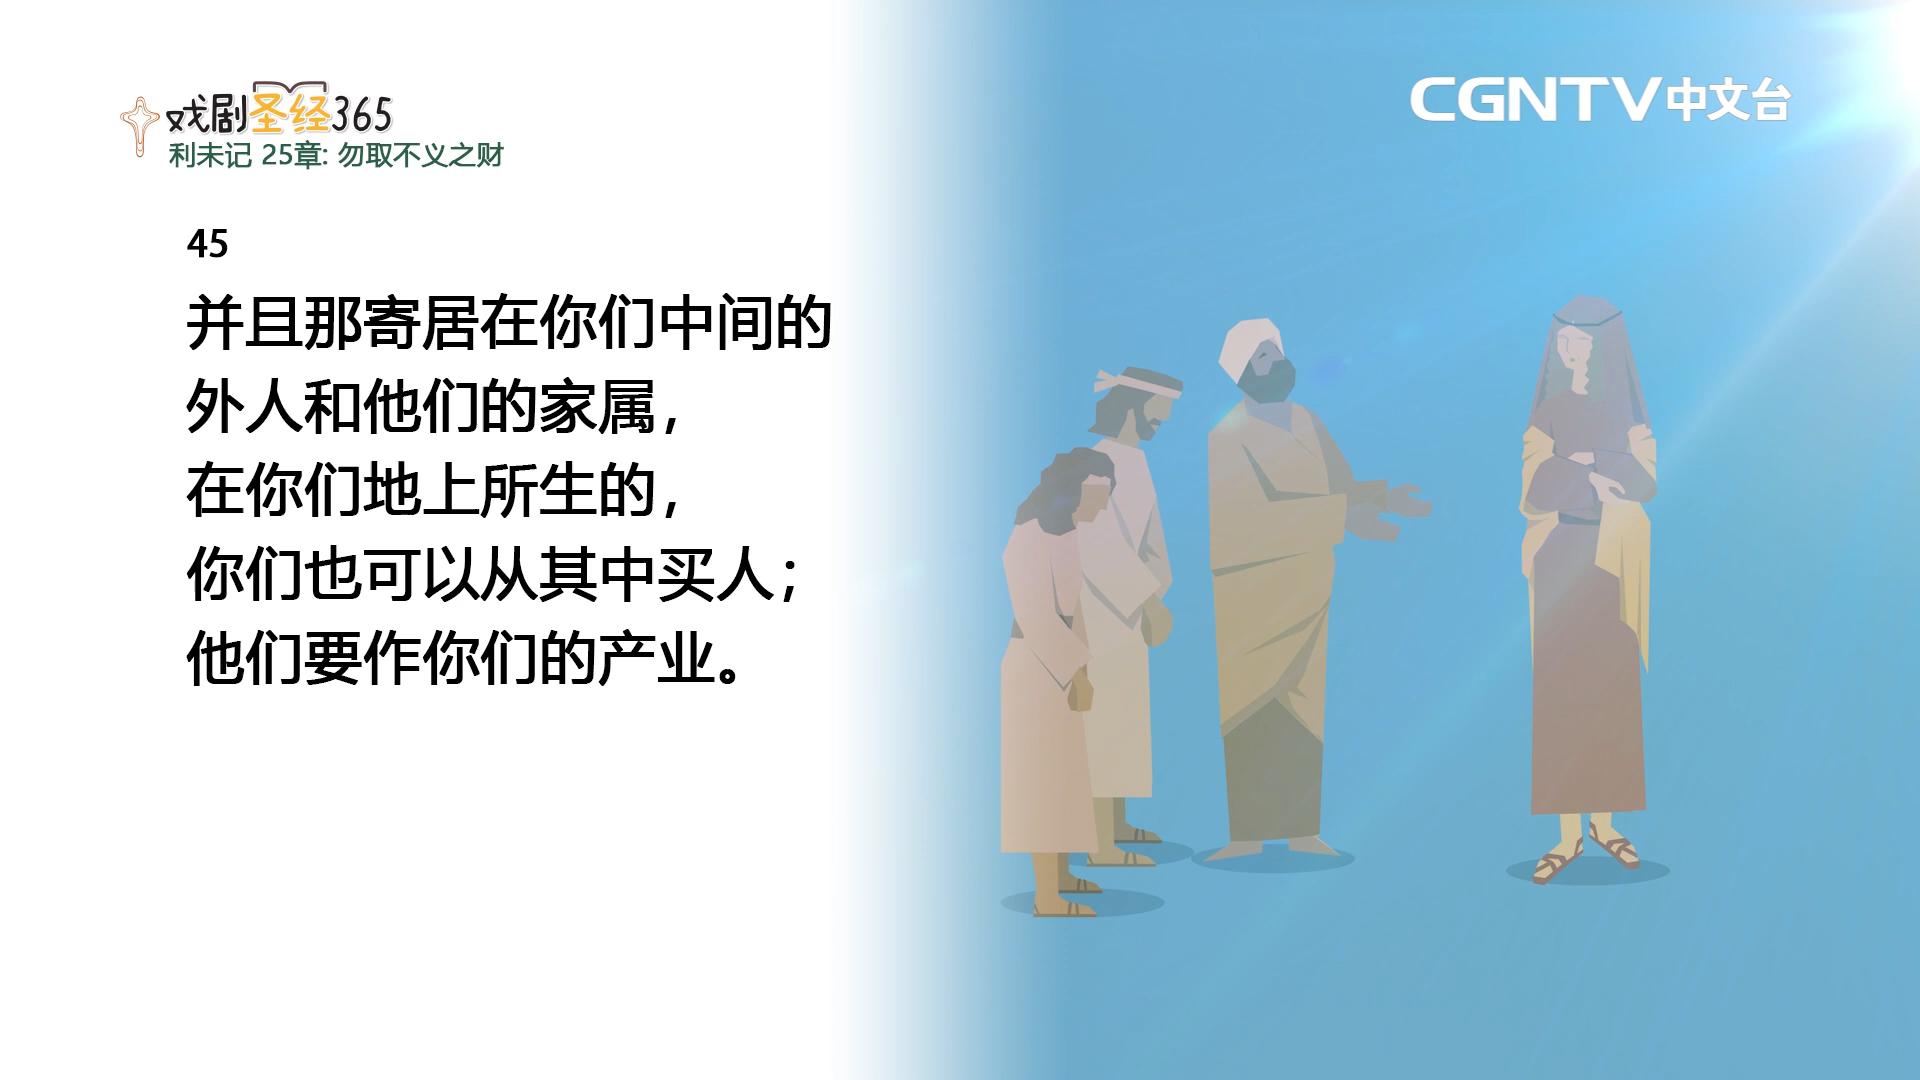 戏剧圣经365
CGNTV中文台
利未记 25章: 勿取不义之财
45
并且那寄居在你们中间的
外人和他们的家属，
在你们地上所生的，
你们也可以从其中买人；
他们要作你们的产业。